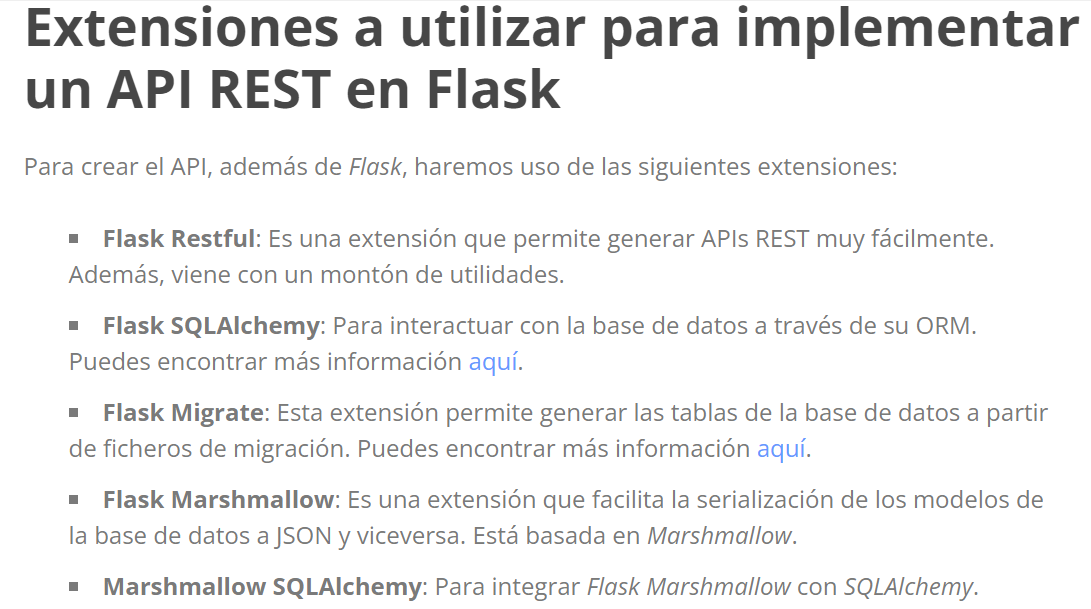 Extensiones a utilizar para implementar
un API REST en Flask
Para crear el API, además de Flask, haremos uso de las siguientes extensiones:
▪ Flask Restful: Es una extensión que permite generar APIs REST muy fácilmente.
Además, viene con un montón de utilidades.
▪ Flask SQLAlchemy: Para interactuar con la base de datos a través de su ORM.
Puedes encontrar más información aquí.
▪ Flask Migrate: Esta extensión permite generar las tablas de la base de datos a partir
de ficheros de migración. Puedes encontrar más información aquí.
▪ Flask Marshmallow: Es una extensión que facilita la serialización de los modelos de
la base de datos a JSON y viceversa. Está basada en Marshmallow.
▪ Marshmallow SQLAlchemy: Para integrar Flask Marshmallow con SQLAlchemy.